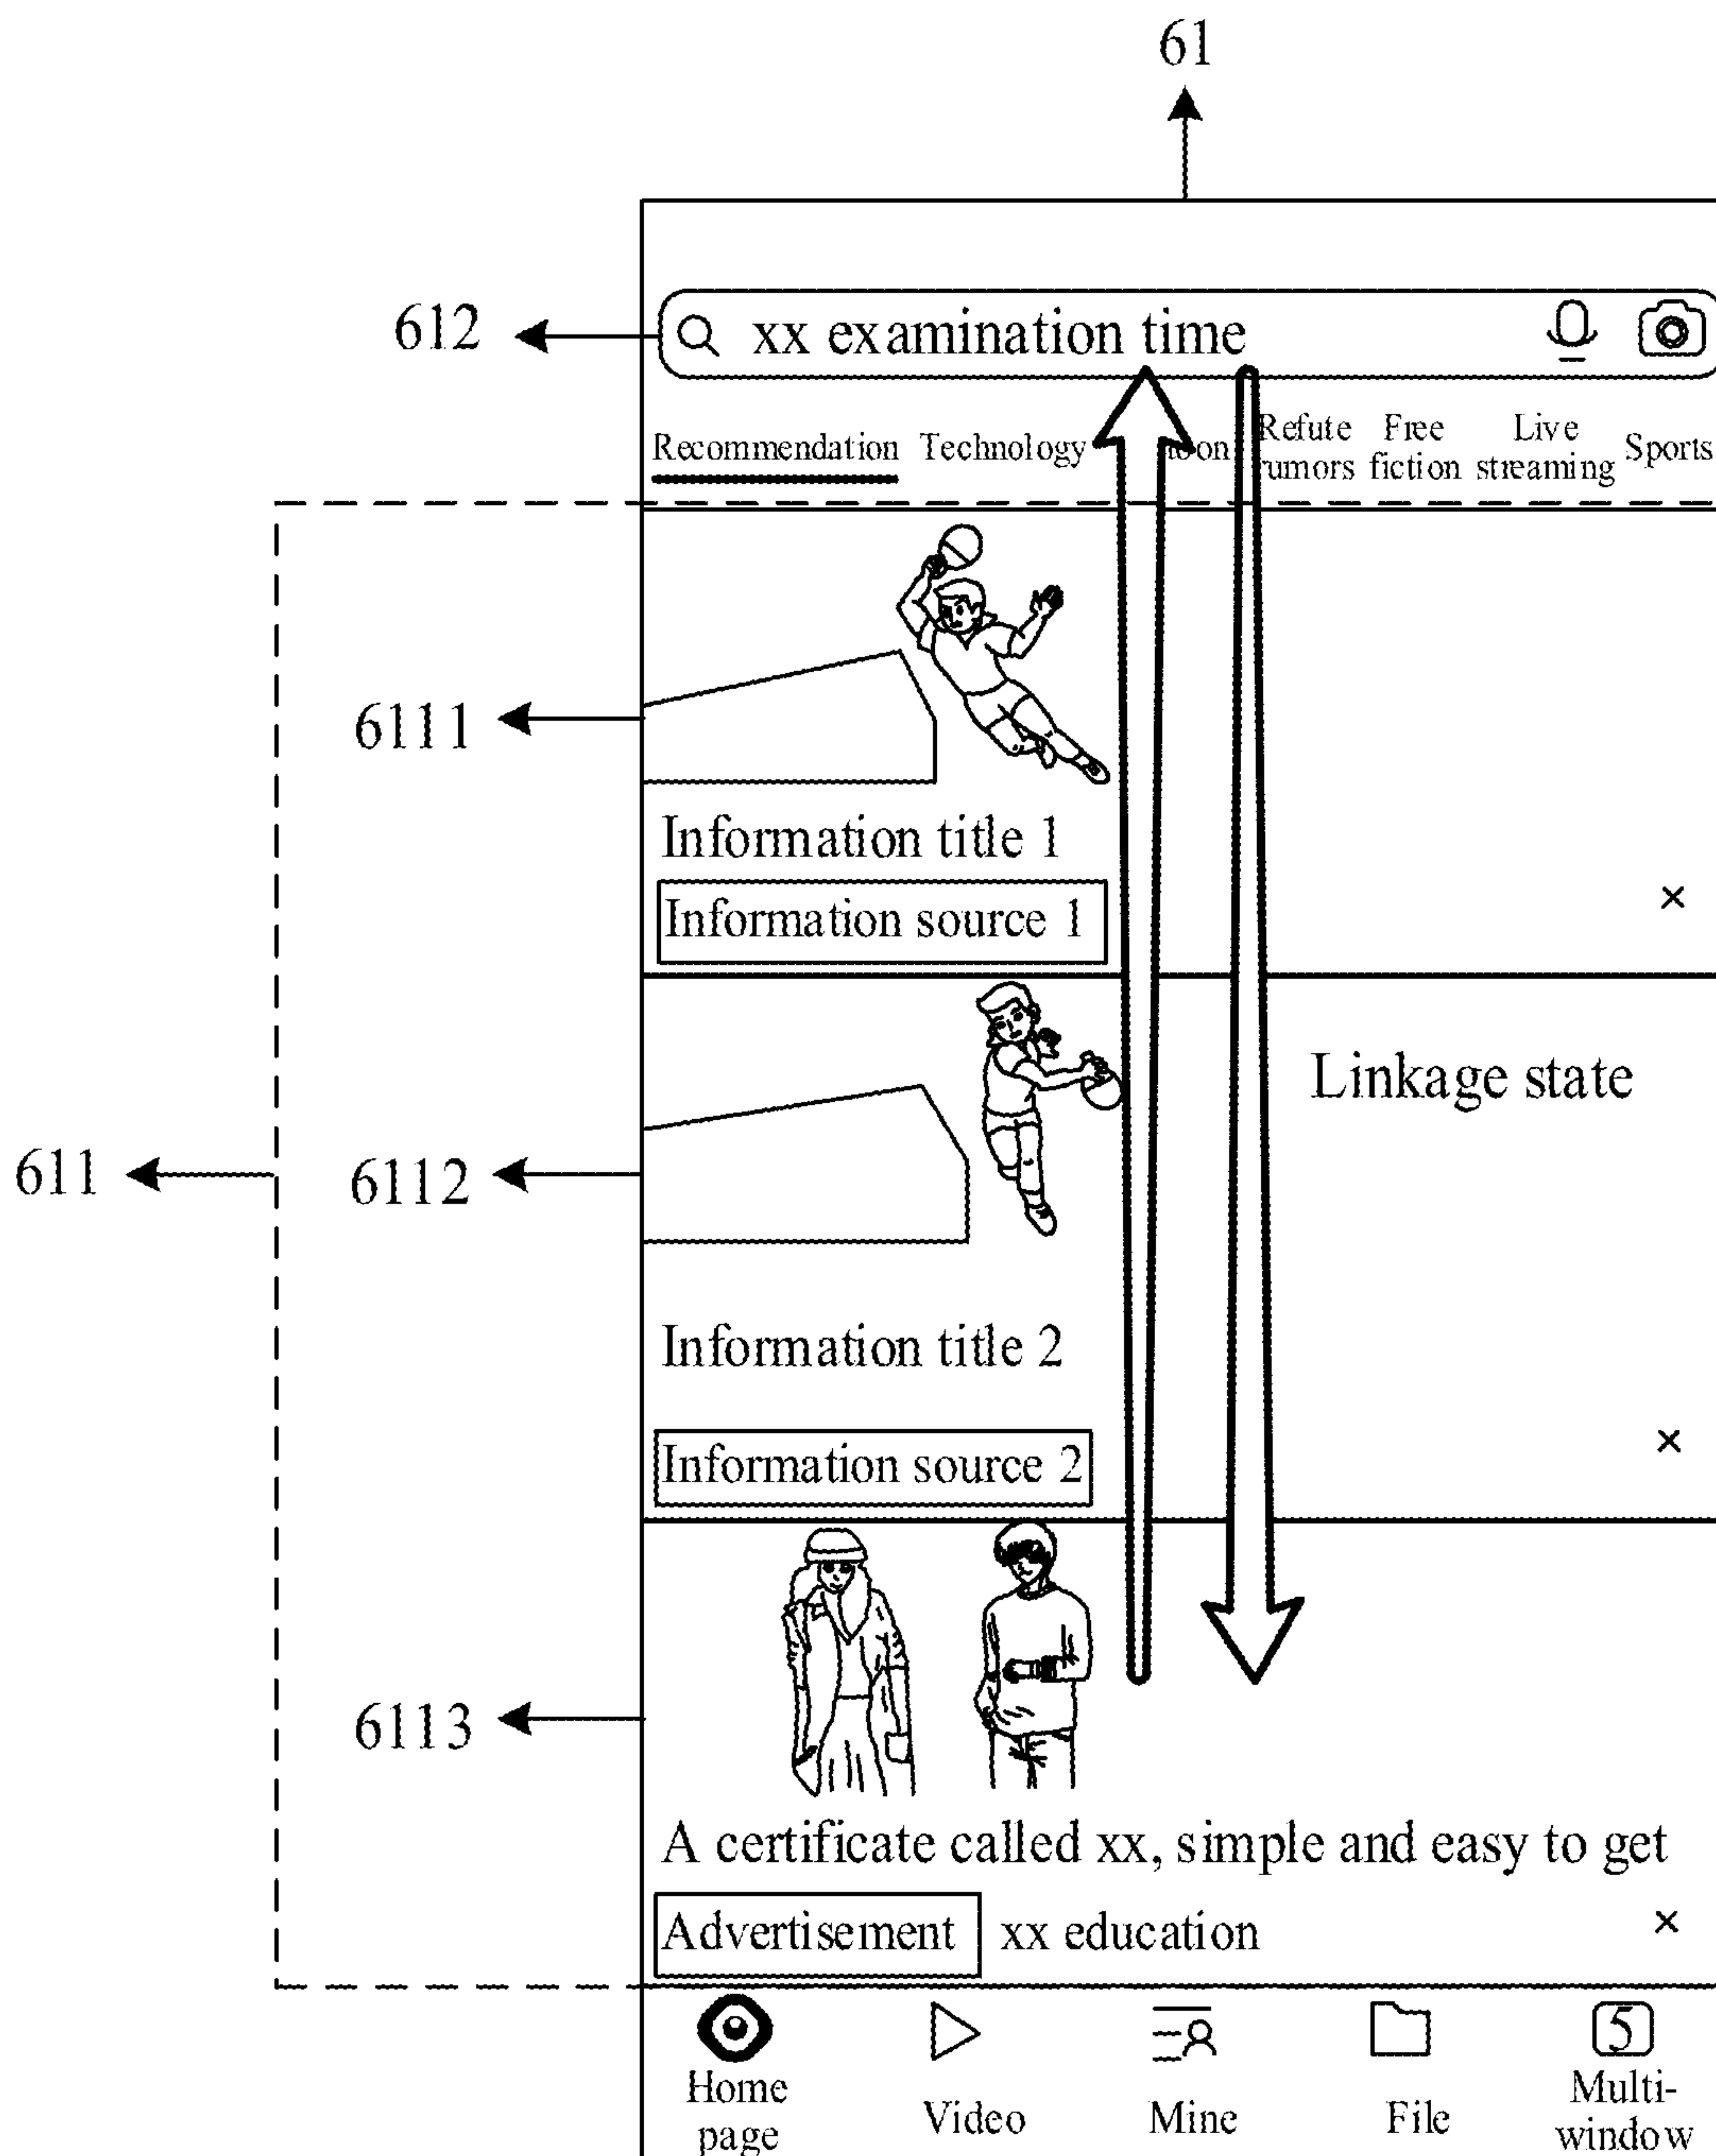 61
612
xx examination time
Recommendation
Technology
Refute
rumors
Free
fiction
Live
streaming
Sports
6111
Information title 1
Information source 1
×
611
6112
Linkage state
Information title 2
Information source 2
×
6113
A certificate called xx, simple and easy to get
Advertisement xx education
×
5
Home
page
Video
Mine
File
Multi-
window